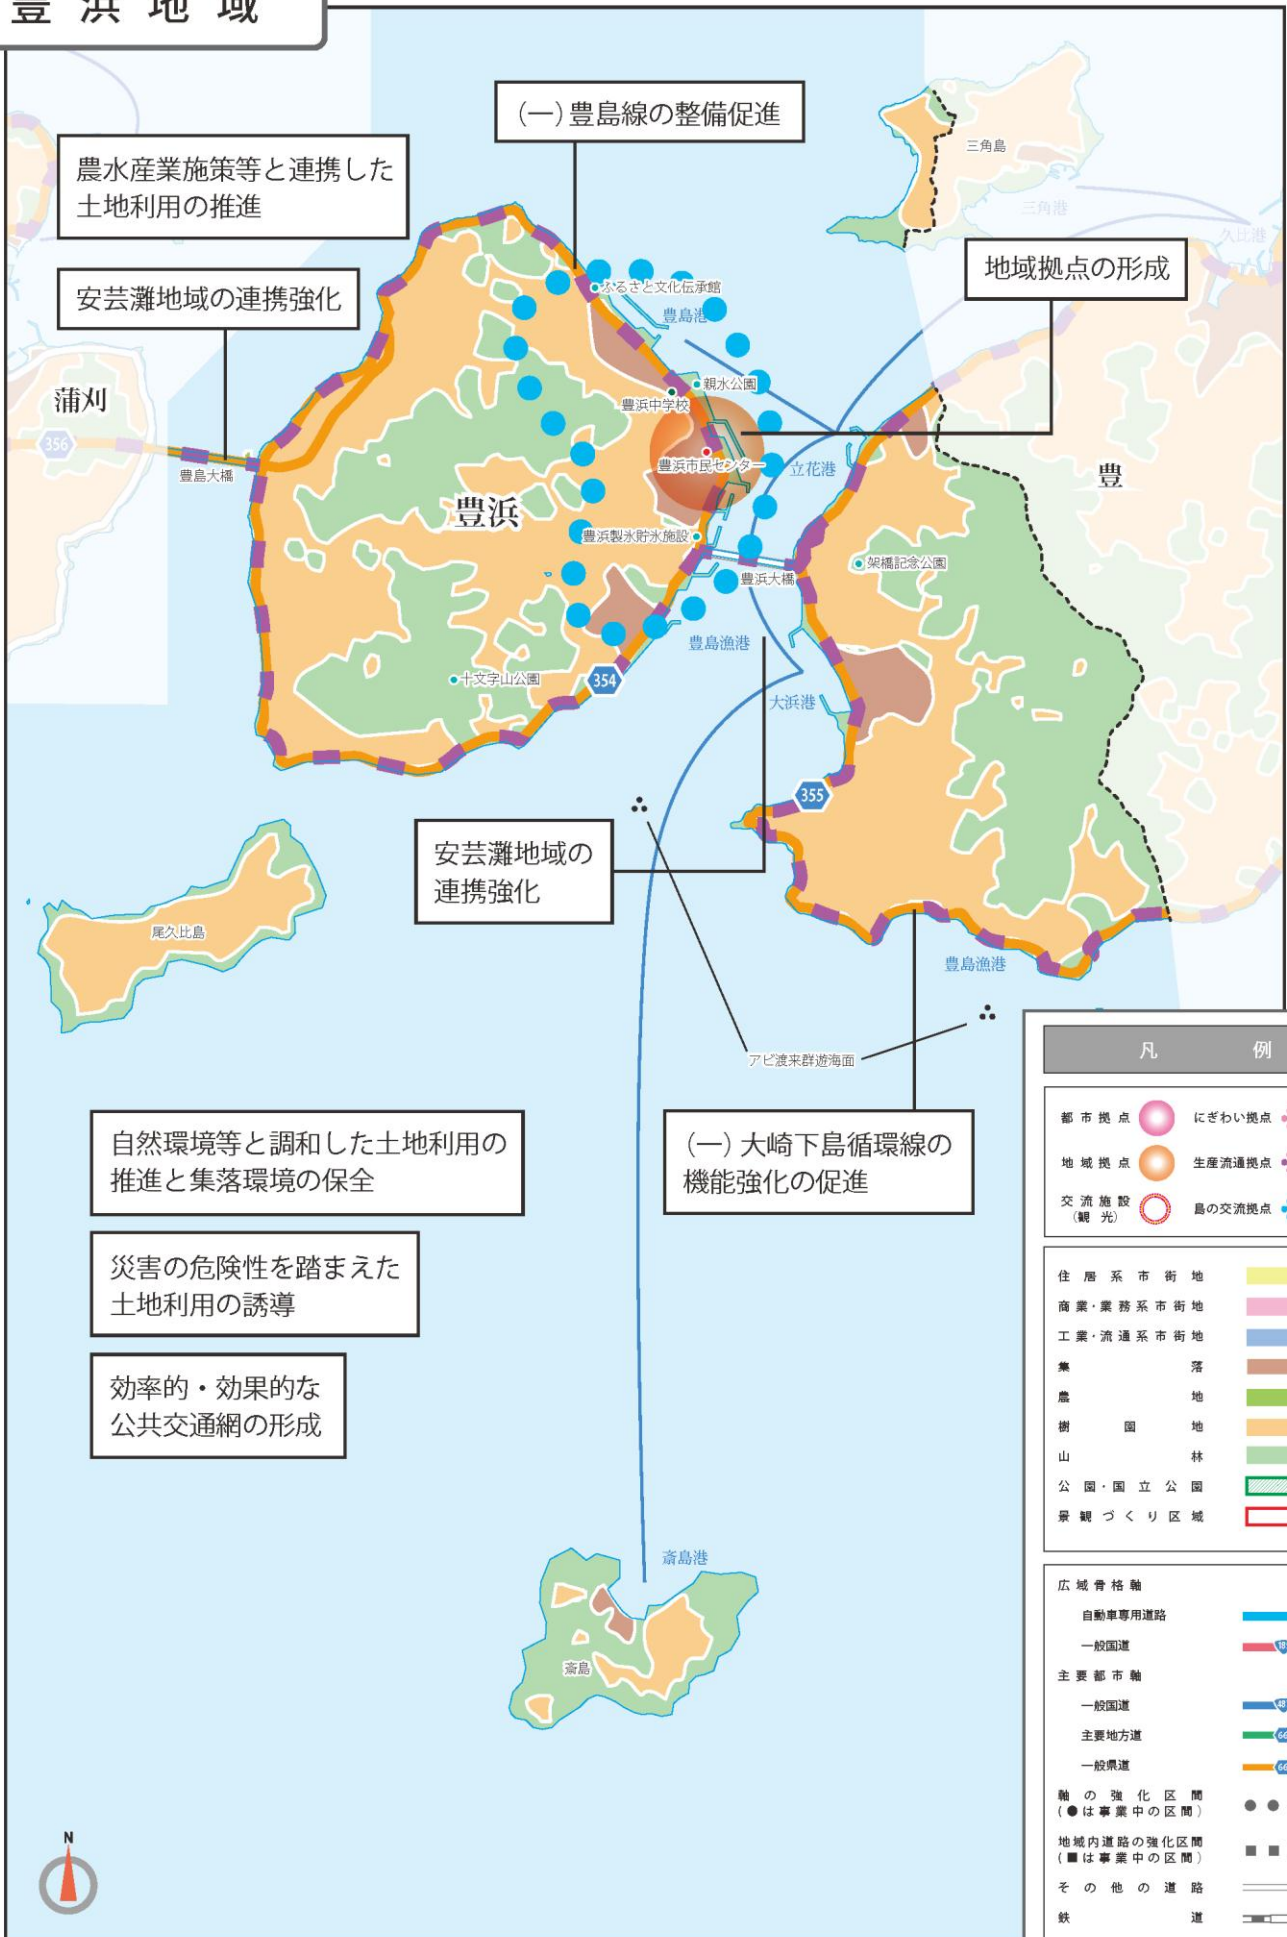 豊浜地域
(一)豊島線の整備促進
農水産業施策等と連携した
土地利用の推進
三角島
三角港
久比港
地域拠点の形成
安芸灘地域の連携強化
ふるさと文化伝承館
豊島港
蒲刈
356
親水公園
豊浜中学校
豊島大橋
豊浜市民センター
立花港
豊
豊浜
豊浜製氷貯氷施設
架橋記念公園
豊浜大橋
豊島漁港
十文字山公園
354
大浜港
355
安芸灘地域の
連携強化
尾久比島
豊島漁港
アビ渡来群遊海面
自然環境等と調和した土地利用の
推進と集落環境の保全
(一)大崎下島循環線の
機能強化の促進
災害の危険性を踏まえた
土地利用の誘導
効率的・効果的な
公共交通網の形成
斎島港
斎島
N
凡例
都市拠点 にぎわい拠点
地域拠点 生産流通拠点
交流施設
(観光) 島の交流拠点
住居系市街地
商業・業務系市街地
工業・流通系市街地
集落
農地
樹園地
山林
公園・国立公園
景観づくり区域
広域骨格軸
自動車専用道路
一般国道
主要都市軸
一般国道
主要地方道
一般県道
軸の強化区間
(●は事業中の区間)
地域内道路の強化区間
(■は事業中の区間)
その他の道路
鉄道